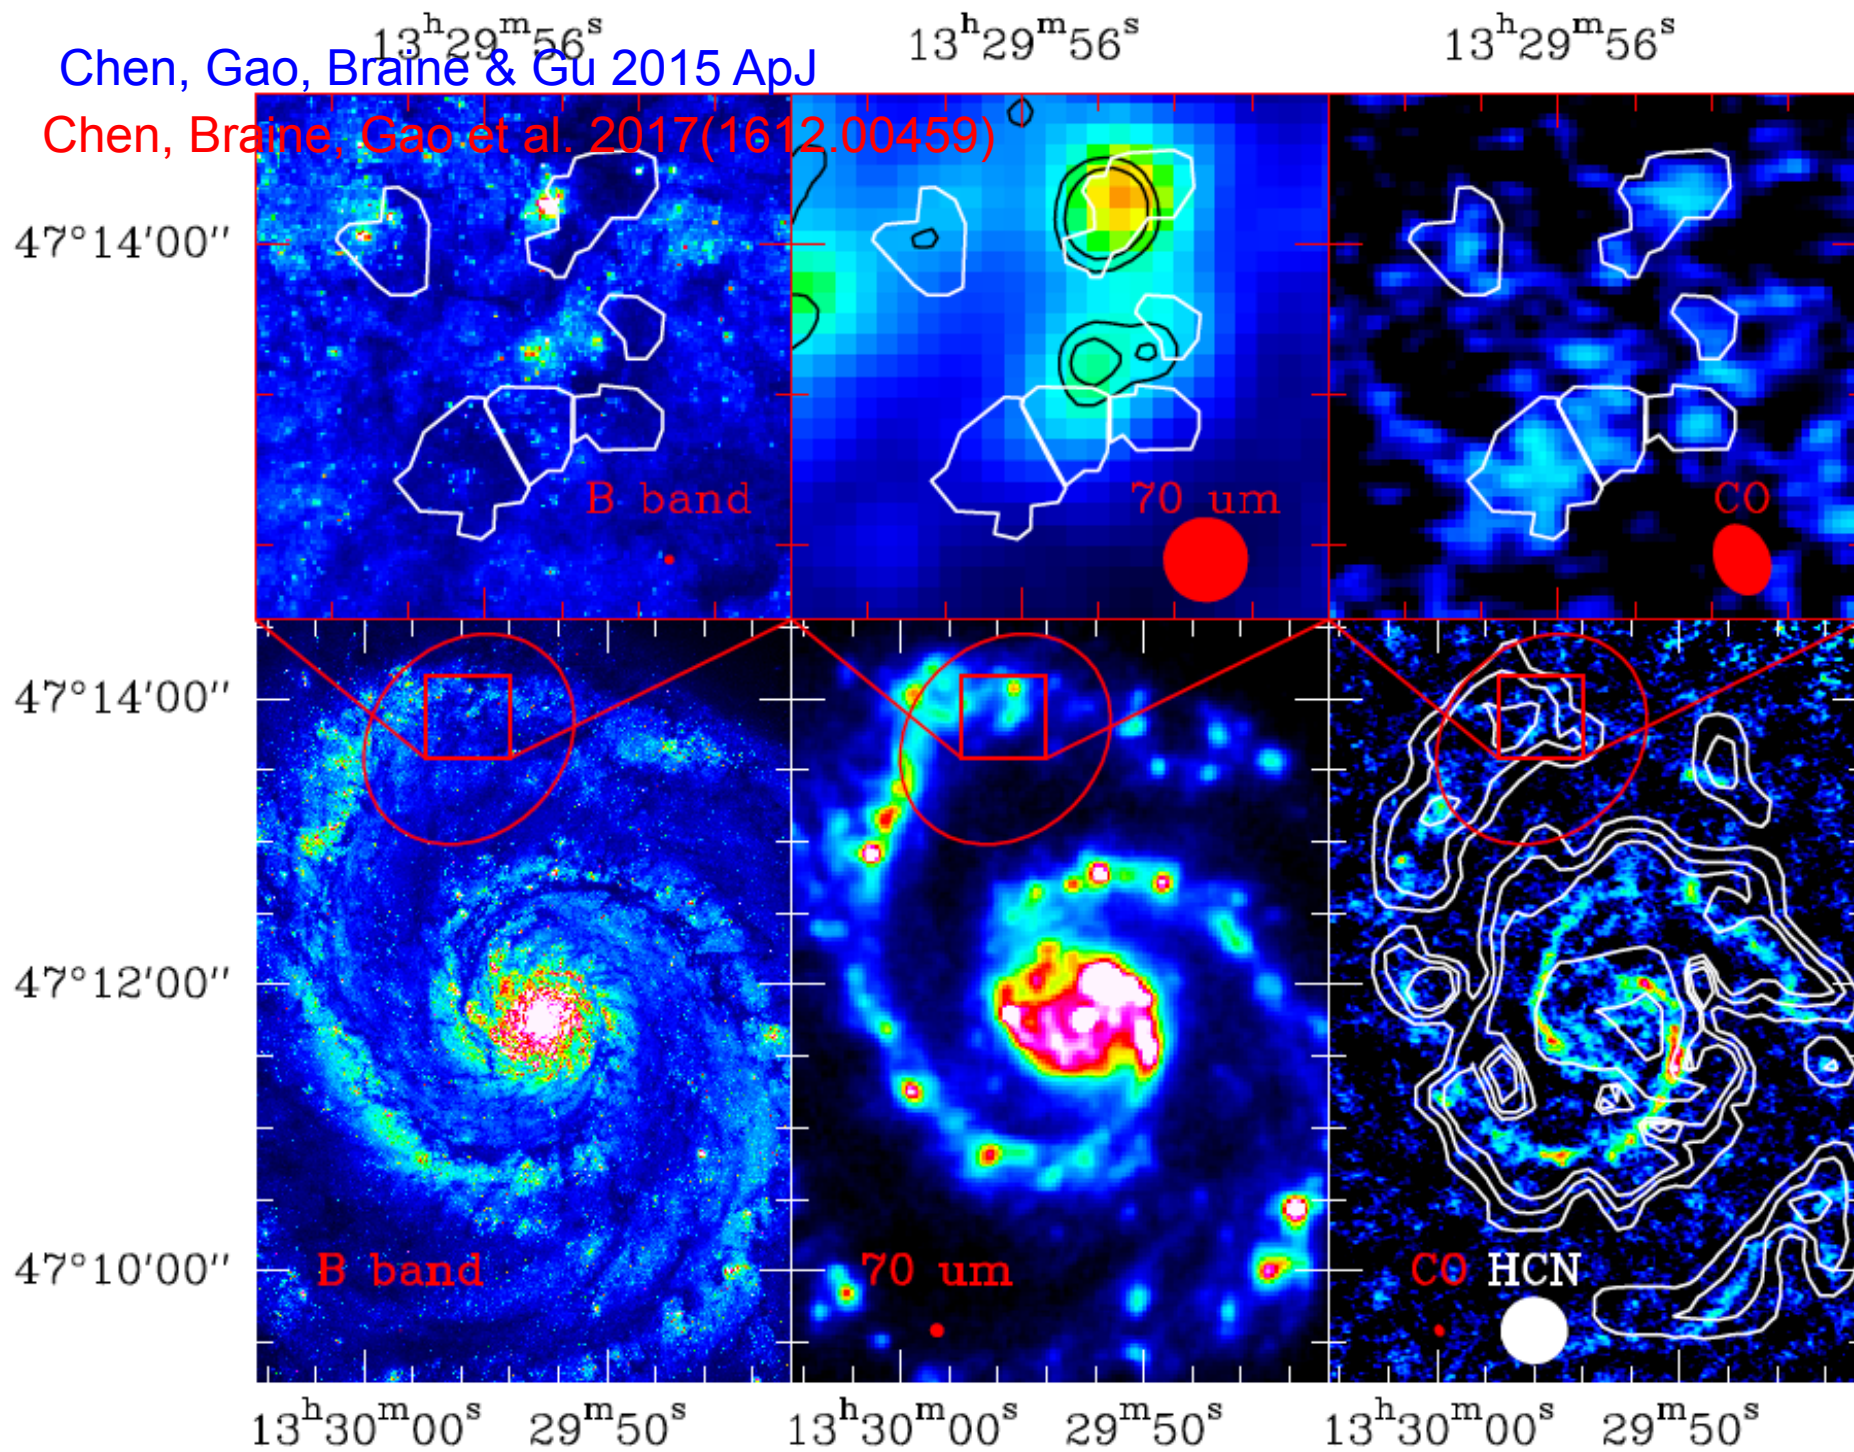 13ʰ29ᵐ56ˢ 13ʰ29ᵐ56ˢ 13ʰ29ᵐ56ˢ
Chen, Gao, Braine & Gu 2015 ApJ
Chen, Braine, Gao et al. 2017(1612.00459)
47°14′00″
B band 70 um CO
47°14′00″
47°12′00″
47°10′00″
B band 70 um CO HCN
13ʰ30ᵐ00ˢ 29ᵐ50ˢ 13ʰ30ᵐ00ˢ 29ᵐ50ˢ 13ʰ30ᵐ00ˢ 29ᵐ50ˢ